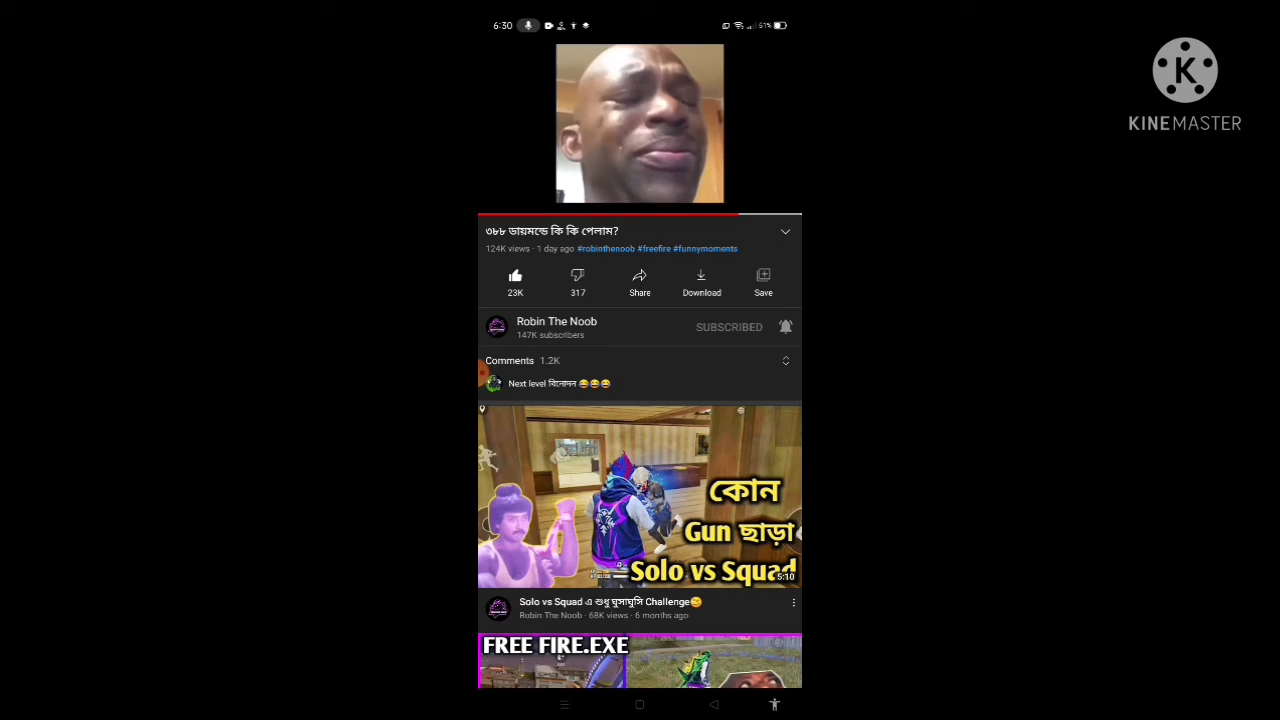 6:30
51%
KINEMASTER
৩৮৮ ডায়মন্ডে কি কি পেলাম?
124K views · 1 day ago #robinthenoob #freefire #funnymoments
23K 317 Share Download Save
Robin The Noob
147K subscribers
SUBSCRIBED
Comments 1.2K
Next level বিনোদন 😂😂😂
কোন
Gun ছাড়া
Solo vs Squad
5:10
Solo vs Squad এ শুধু ঘুসাঘুসি Challenge🤕
Robin The Noob · 68K views · 6 months ago
FREE FIRE.EXE